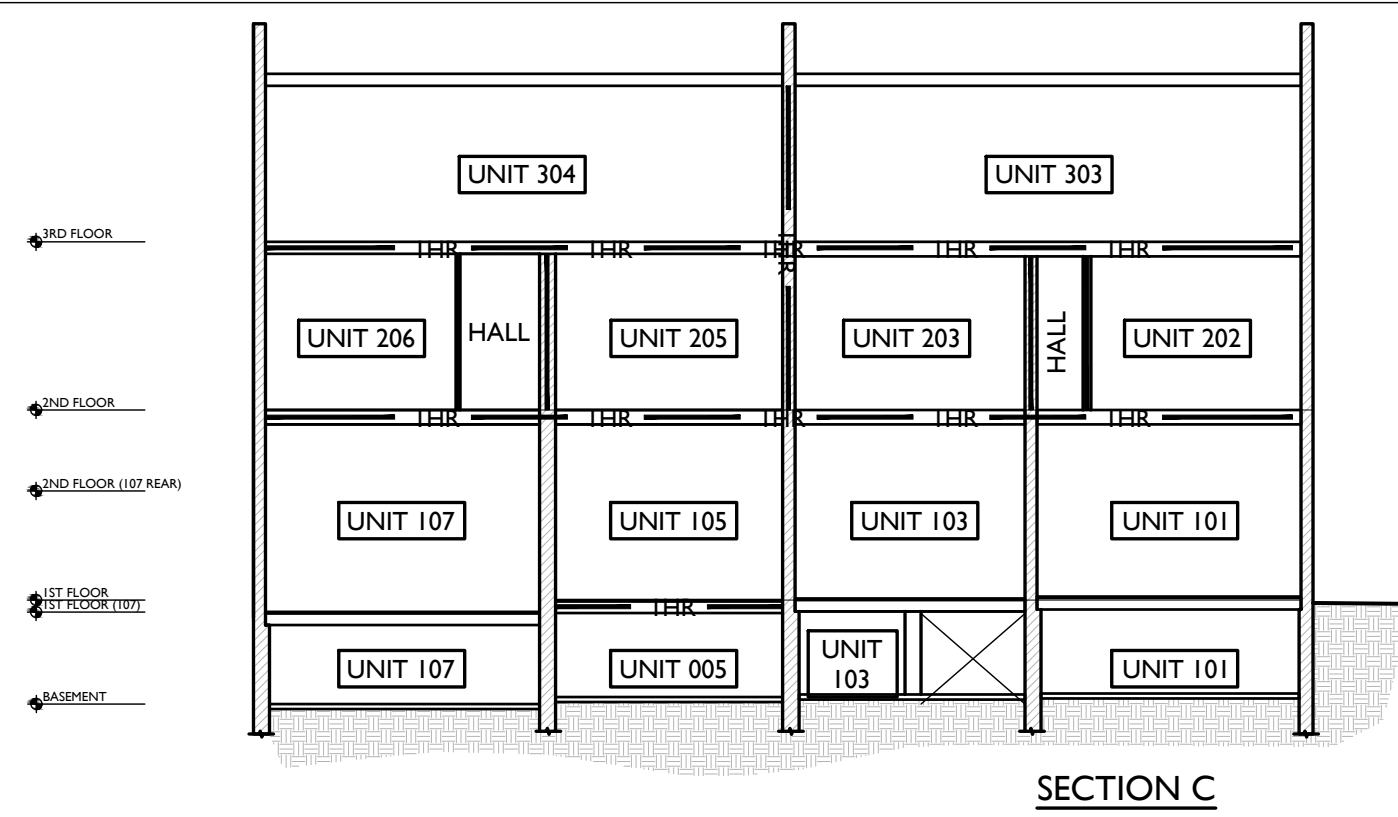 UNIT 304
UNIT 303
3RD FLOOR
1HR 1HR 1HR 1HR 1HR
1HR
UNIT 206
HALL
UNIT 205
UNIT 203
HALL
UNIT 202
2ND FLOOR
1HR 1HR 1HR 1HR 1HR
2ND FLOOR (107 REAR)
UNIT 107
UNIT 105
UNIT 103
UNIT 101
1ST FLOOR
1ST FLOOR (107)
1HR
UNIT 107
UNIT 005
UNIT
103
UNIT 101
BASEMENT
SECTION C